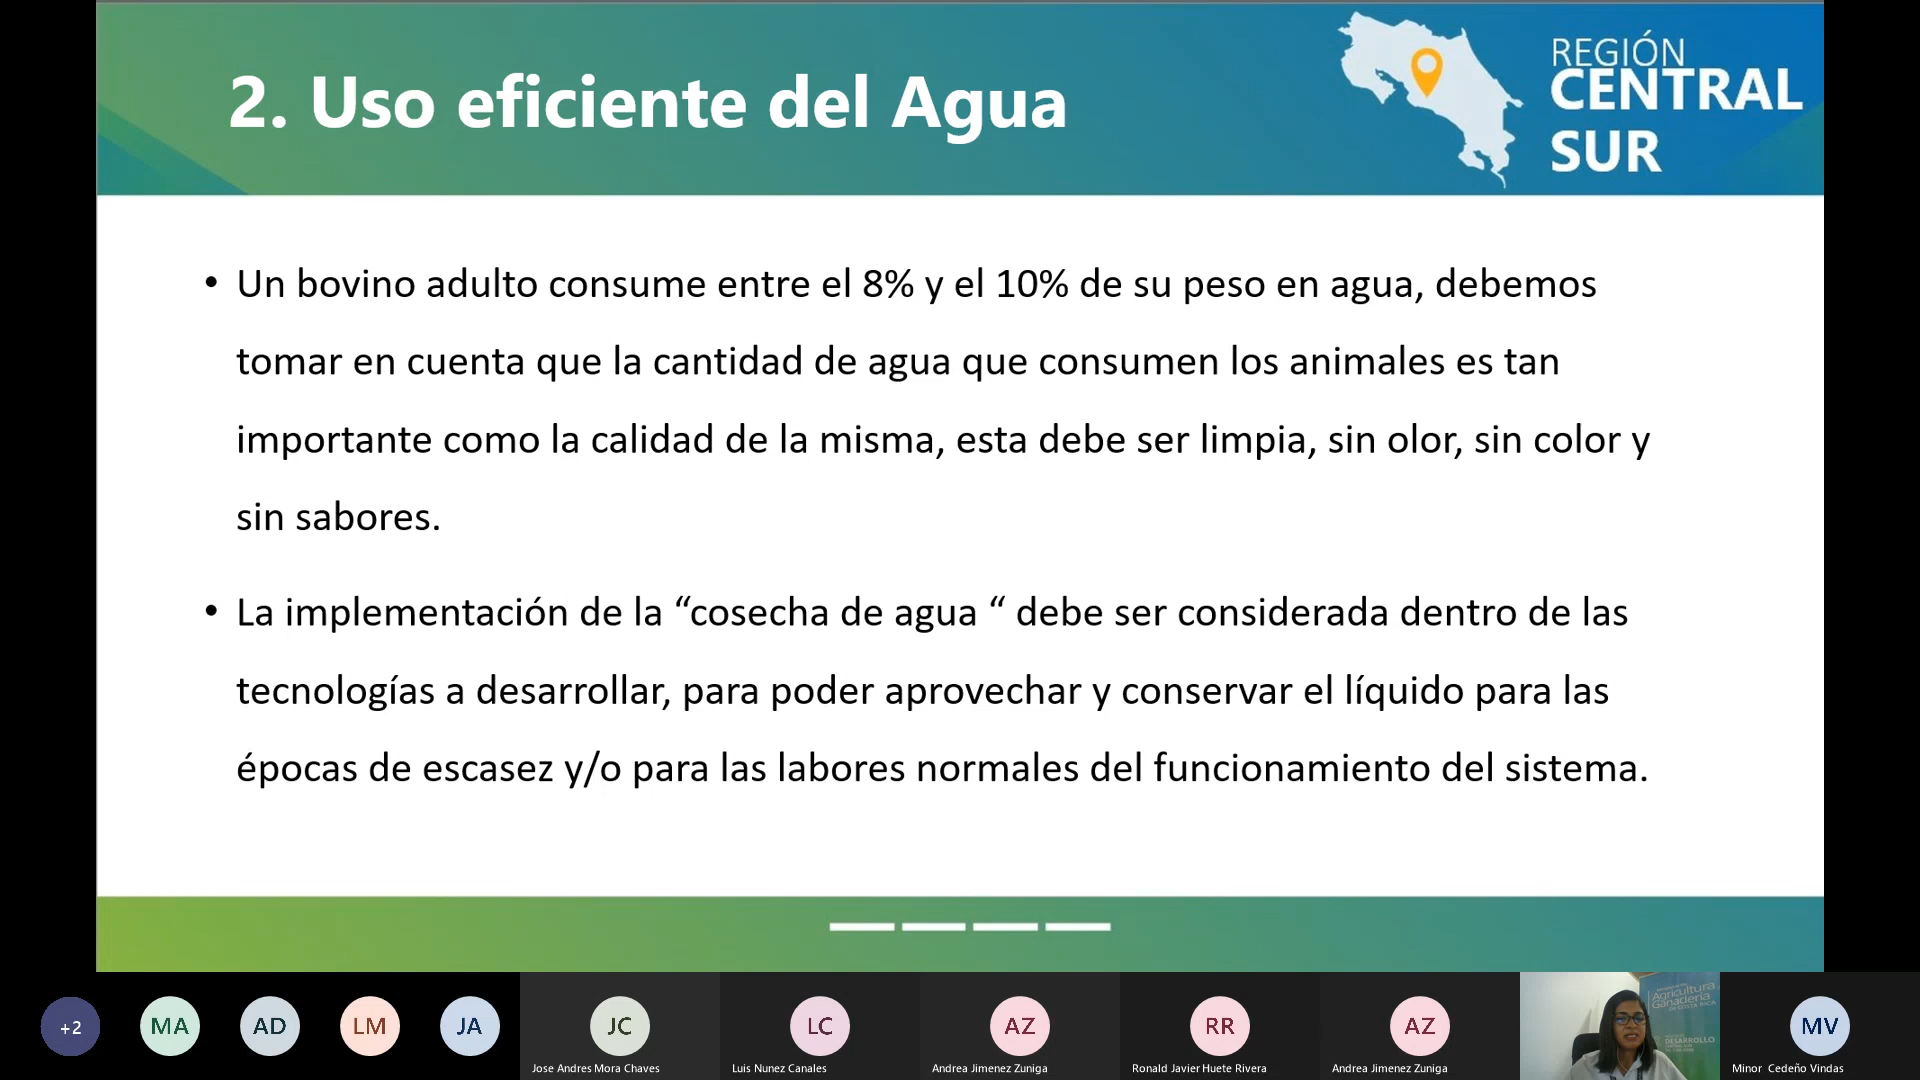 2. Uso eficiente del Agua
REGIÓN
CENTRAL
SUR
• Un bovino adulto consume entre el 8% y el 10% de su peso en agua, debemos
tomar en cuenta que la cantidad de agua que consumen los animales es tan
importante como la calidad de la misma, esta debe ser limpia, sin olor, sin color y
sin sabores.
• La implementación de la “cosecha de agua “ debe ser considerada dentro de las
tecnologías a desarrollar, para poder aprovechar y conservar el líquido para las
épocas de escasez y/o para las labores normales del funcionamiento del sistema.
+2
MA
AD
LM
JA
JC
Jose Andres Mora Chaves
LC
Luis Nunez Canales
AZ
Andrea Jimenez Zuniga
RR
Ronald Javier Huete Rivera
AZ
Andrea Jimenez Zuniga
Agricultura
Ganadería
DESARROLLO
MV
Minor Cedeño Vindas